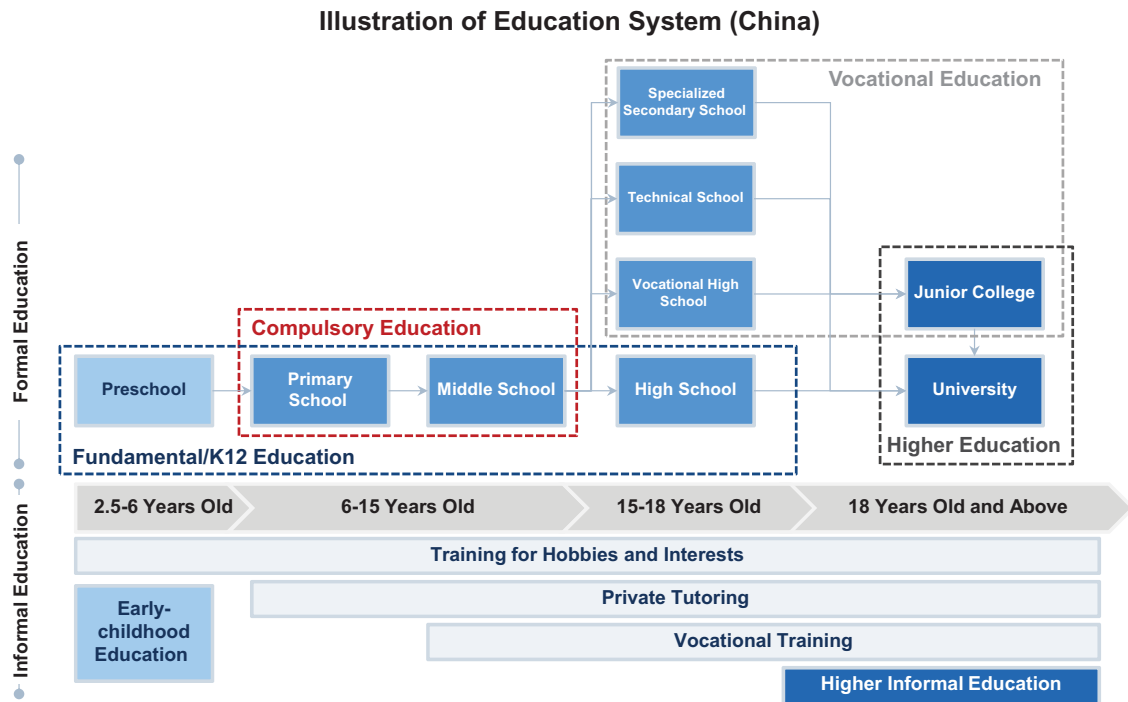 Illustration of Education System (China)
Vocational Education
Specialized
Secondary School
Technical School
Vocational High
School
Junior College
Compulsory Education
Preschool
Primary
School
Middle School
High School
University
Higher Education
Fundamental/K12 Education
Formal Education
2.5-6 Years Old
6-15 Years Old
15-18 Years Old
18 Years Old and Above
Informal Education
Training for Hobbies and Interests
Early-
childhood
Education
Private Tutoring
Vocational Training
Higher Informal Education